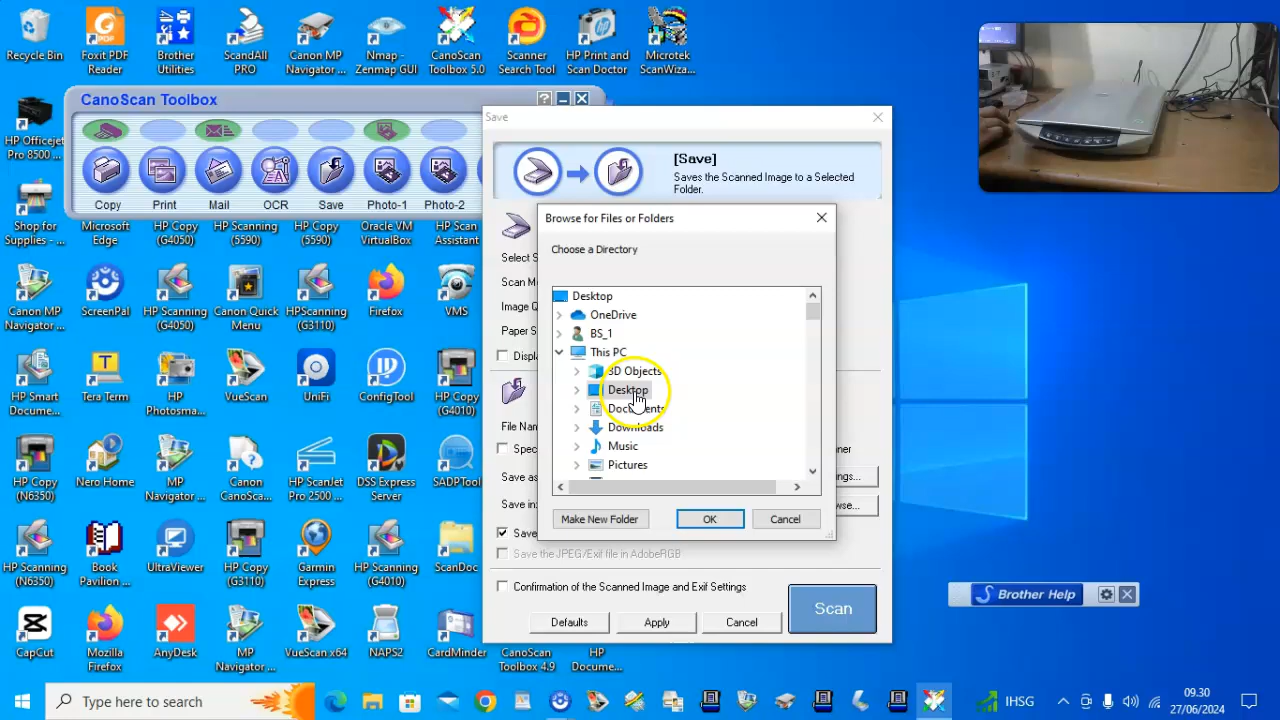 Recycle Bin
Foxit PDF
Reader
Brother
Utilities
ScandAll
PRO
Canon MP
Navigator ...
Nmap -
Zenmap GUI
CanoScan
Toolbox 5.0
Scanner
Search Tool
HP Print and
Scan Doctor
Microtek
ScanWiza...
CanoScan Toolbox
Copy
Print
Mail
OCR
Save
Photo-1
Photo-2
HP Officejet
Pro 8500 ...
Shop for
Supplies - ...
Microsoft
Edge
HP Copy
(G4050)
HP Scanning
(5590)
HP Copy
(5590)
Oracle VM
VirtualBox
HP Scan
Assistant
Canon MP
Navigator ...
ScreenPal
HP Scanning
(G4050)
Canon Quick
Menu
HPScanning
(G3110)
Firefox
VMS
HP Smart
Docume...
Tera Term
HP
Photosma...
VueScan
UniFi
ConfigTool
HP Copy
(G4010)
HP Copy
(N6350)
Nero Home
MP
Navigator ...
Canon
CanoSca...
HP ScanJet
Pro 2500 ...
DSS Express
Server
SADPTool
HP Scanning
(N6350)
Book
Pavilion ...
UltraViewer
HP Copy
(G3110)
Garmin
Express
HP Scanning
(G4010)
ScanDoc
CapCut
Mozilla
Firefox
AnyDesk
MP
Navigator ...
VueScan x64
NAPS2
CardMinder
CanoScan
Toolbox 4.9
HP
Docume...
Save
[Save]
Saves the Scanned Image to a Selected
Folder.
Select S
Scan M
Image Q
Paper S
Displa
File Nam
Spec
Save as
ngs...
Save in:
wse...
Save
Save the JPEG/Exif file in AdobeRGB
Confirmation of the Scanned Image and Exif Settings
Defaults
Apply
Cancel
Scan
Browse for Files or Folders
Choose a Directory
Desktop
OneDrive
BS_1
This PC
3D Objects
Desktop
Documents
Downloads
Music
Pictures
Make New Folder
OK
Cancel
Brother Help
Type here to search
IHSG
09.30
27/06/2024